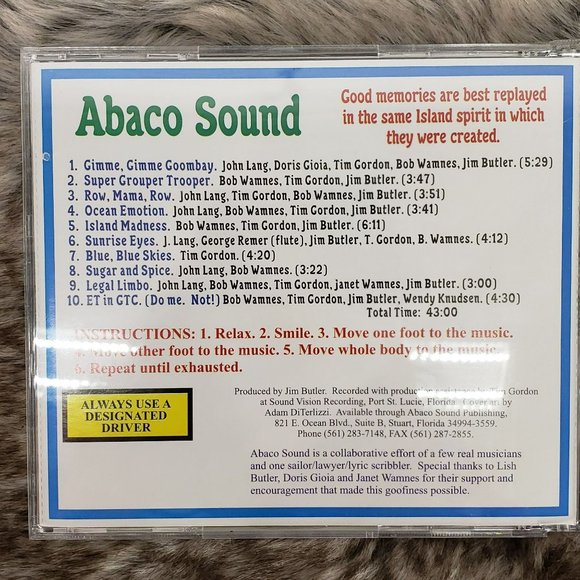 Abaco Sound
Good memories are best replayed
in the same Island spirit in which
they were created.
1. Gimme, Gimme Goombay. John Lang, Doris Gioia, Tim Gordon, Bob Wamnes, Jim Butler. (5:29)
2. Super Grouper Trooper. Bob Wamnes, Tim Gordon, Jim Butler. (3:47)
3. Row, Mama, Row. John Lang, Tim Gordon, Bob Wamnes, Jim Butler. (3:51)
4. Ocean Emotion. John Lang, Bob Wamnes, Tim Gordon, Jim Butler. (3:41)
5. Island Madness. Bob Wamnes, Tim Gordon, Jim Butler. (6:11)
6. Sunrise Eyes. J. Lang, George Remer (flute), Jim Butler, T. Gordon, B. Wamnes. (4:12)
7. Blue, Blue Skies. Tim Gordon. (4:20)
8. Sugar and Spice. John Lang, Bob Wamnes. (3:22)
9. Legal Limbo. John Lang, Bob Wamnes, Tim Gordon, janet Wamnes, Jim Butler. (3:00)
10. ET in GTC. (Do me. Not!) Bob Wamnes, Tim Gordon, Jim Butler, Wendy Knudsen. (4:30)
Total Time: 43:00
INSTRUCTIONS: 1. Relax. 2. Smile. 3. Move one foot to the music.
4. Move other foot to the music. 5. Move whole body to the music.
6. Repeat until exhausted.
ALWAYS USE A
DESIGNATED
DRIVER
Produced by Jim Butler. Recorded with production assistance by Tim Gordon
at Sound Vision Recording, Port St. Lucie, Florida. Cover art by
Adam DiTerlizzi. Available through Abaco Sound Publishing,
821 E. Ocean Blvd., Suite B, Stuart, Florida 34994-3559.
Phone (561) 283-7148, FAX (561) 287-2855.
Abaco Sound is a collaborative effort of a few real musicians
and one sailor/lawyer/lyric scribbler. Special thanks to Lish
Butler, Doris Gioia and Janet Wamnes for their support and
encouragement that made this goofiness possible.